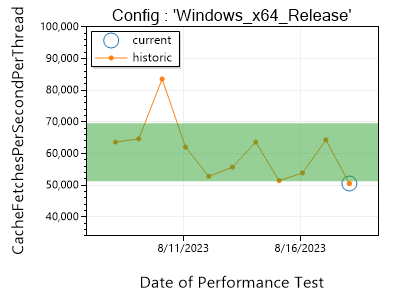 Config : 'Windows_x64_Release'
CacheFetchesPerSecondPerThread
100,000
90,000
80,000
70,000
60,000
50,000
40,000
current
historic
8/11/2023
8/16/2023
Date of Performance Test